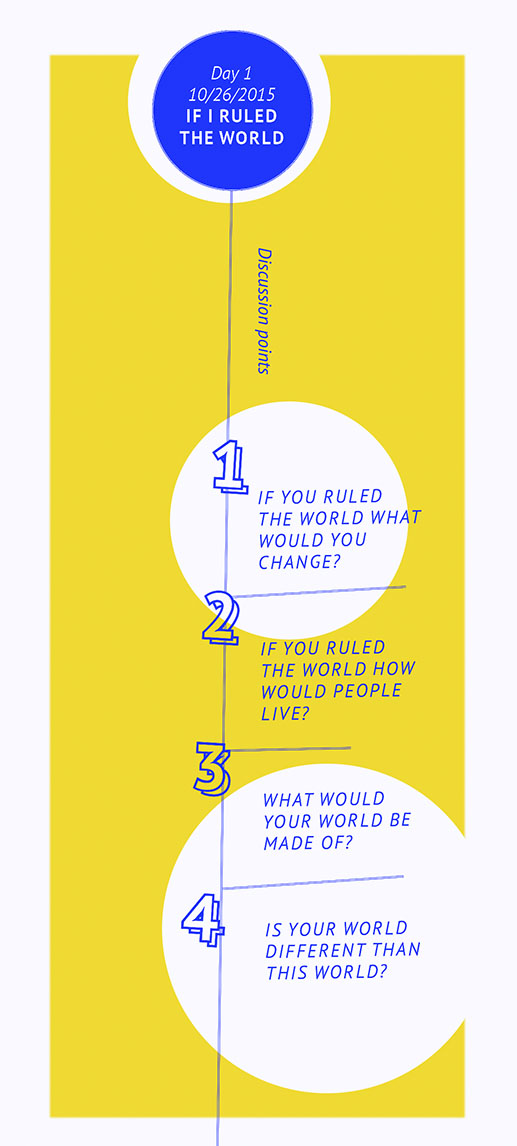 Day 1
10/26/2015
IF I RULED
THE WORLD
Discussion points
1
IF YOU RULED
THE WORLD WHAT
WOULD YOU
CHANGE?
2
IF YOU RULED
THE WORLD HOW
WOULD PEOPLE
LIVE?
3
WHAT WOULD
YOUR WORLD BE
MADE OF?
4
IS YOUR WORLD
DIFFERENT THAN
THIS WORLD?